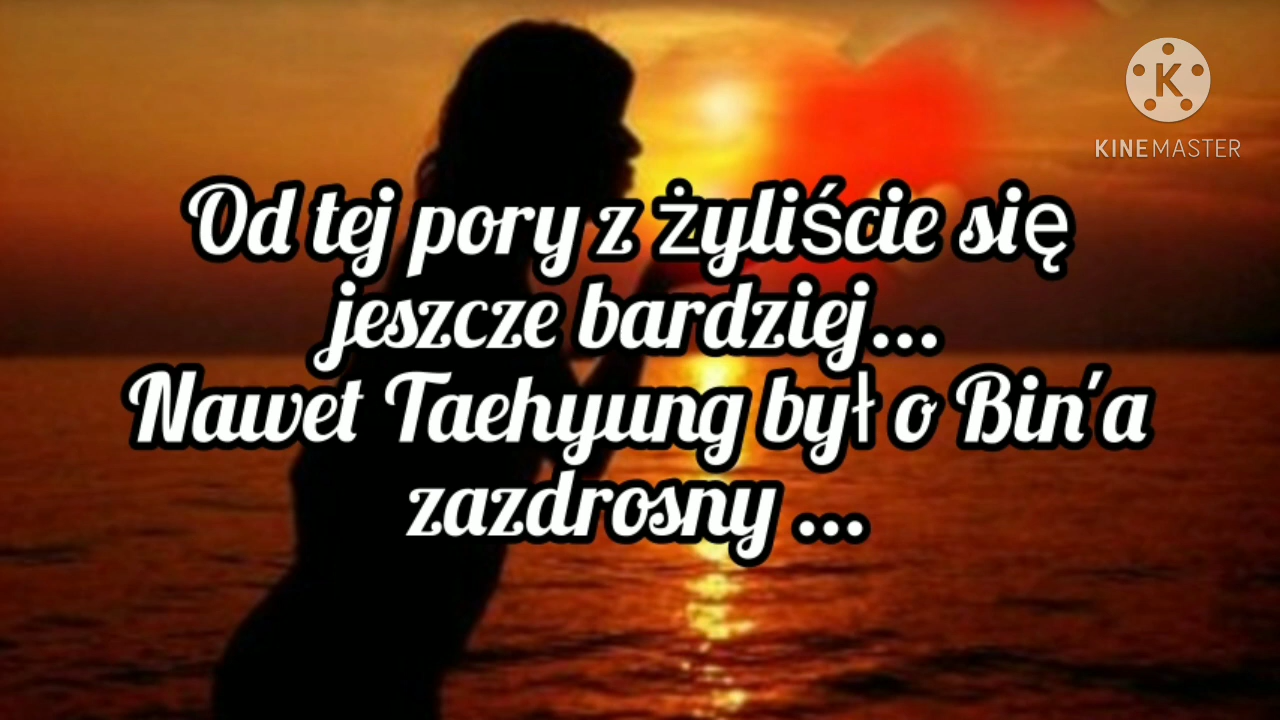 K
KINEMASTER
Od tej pory z żyliście się
jeszcze bardziej...
Nawet Taehyung był o Bin'a
zazdrosny ...